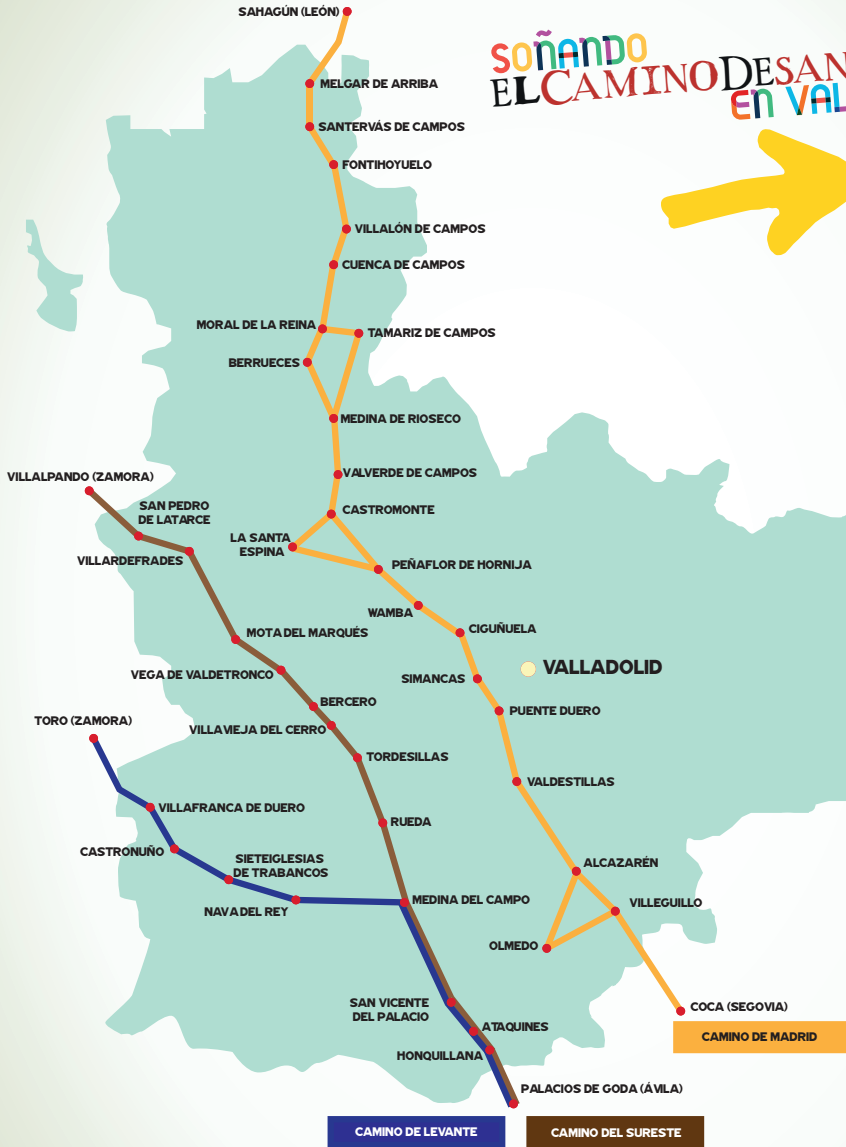 SAHAGÚN (LEÓN)
SOÑANDO
EL CAMINO DE SAN
EN VAL
MELGAR DE ARRIBA
SANTERVÁS DE CAMPOS
FONTIHOYUELO
VILLALÓN DE CAMPOS
CUENCA DE CAMPOS
MORAL DE LA REINA
TAMARIZ DE CAMPOS
BERRUECES
MEDINA DE RIOSECO
VALVERDE DE CAMPOS
VILLALPANDO (ZAMORA)
SAN PEDRO
DE LATARCE
CASTROMONTE
LA SANTA
ESPINA
VILLARDEFRADES
PEÑAFLOR DE HORNIJA
WAMBA
CIGUÑUELA
MOTA DEL MARQUÉS
VALLADOLID
VEGA DE VALDETRONCO
SIMANCAS
BERCERO
PUENTE DUERO
TORO (ZAMORA)
VILLAVIEJA DEL CERRO
TORDESILLAS
VALDESTILLAS
VILLAFRANCA DE DUERO
RUEDA
CASTRONUÑO
SIETEIGLESIAS
DE TRABANCOS
ALCAZARÉN
NAVA DEL REY
MEDINA DEL CAMPO
VILLEGUILLO
OLMEDO
SAN VICENTE
DEL PALACIO
COCA (SEGOVIA)
ATAQUINES
CAMINO DE MADRID
HONQUILLANA
PALACIOS DE GODA (ÁVILA)
CAMINO DE LEVANTE
CAMINO DEL SURESTE